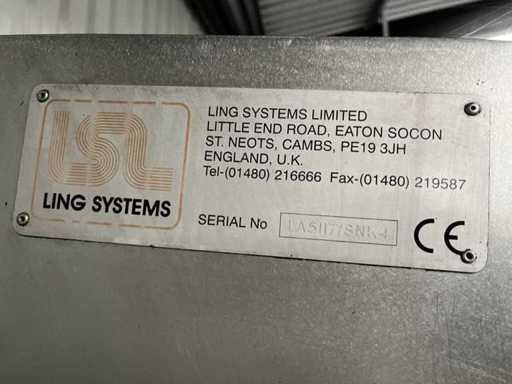 LSL
LING SYSTEMS
LING SYSTEMS LIMITED
LITTLE END ROAD, EATON SOCON
ST. NEOTS, CAMBS, PE19 3JH
ENGLAND, U.K.
Tel-(01480) 216666 Fax-(01480) 219587
SERIAL No
CE